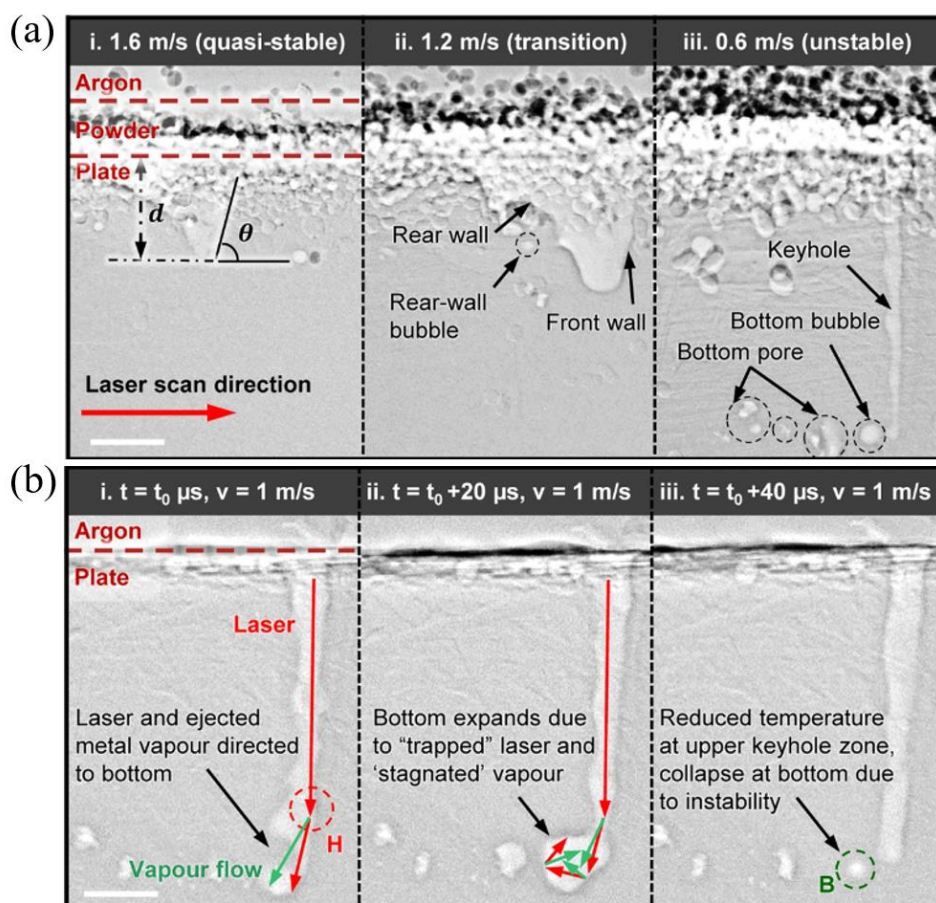 (a)
i. 1.6 m/s (quasi-stable)
ii. 1.2 m/s (transition)
iii. 0.6 m/s (unstable)
Argon
Powder
Plate
d
θ
Rear wall
Rear-wall
bubble
Front wall
Keyhole
Bottom bubble
Bottom pore
Laser scan direction
(b)
i. t = t₀ µs, v = 1 m/s
ii. t = t₀ +20 µs, v = 1 m/s
iii. t = t₀ +40 µs, v = 1 m/s
Argon
Plate
Laser
Laser and ejected
metal vapour directed
to bottom
H
Vapour flow
Bottom expands due
to “trapped” laser and
‘stagnated’ vapour
Reduced temperature
at upper keyhole zone,
collapse at bottom due
to instability
B